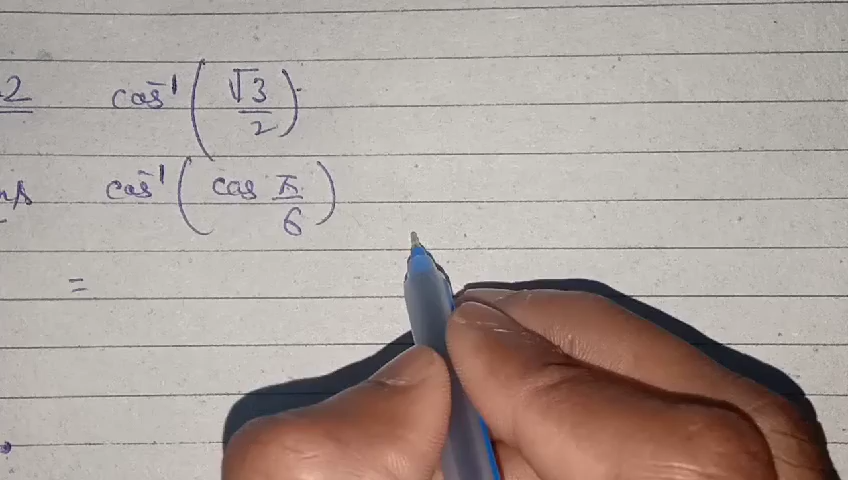 2 cos⁻¹(√3/2)
cos⁻¹(cos π/6)
=